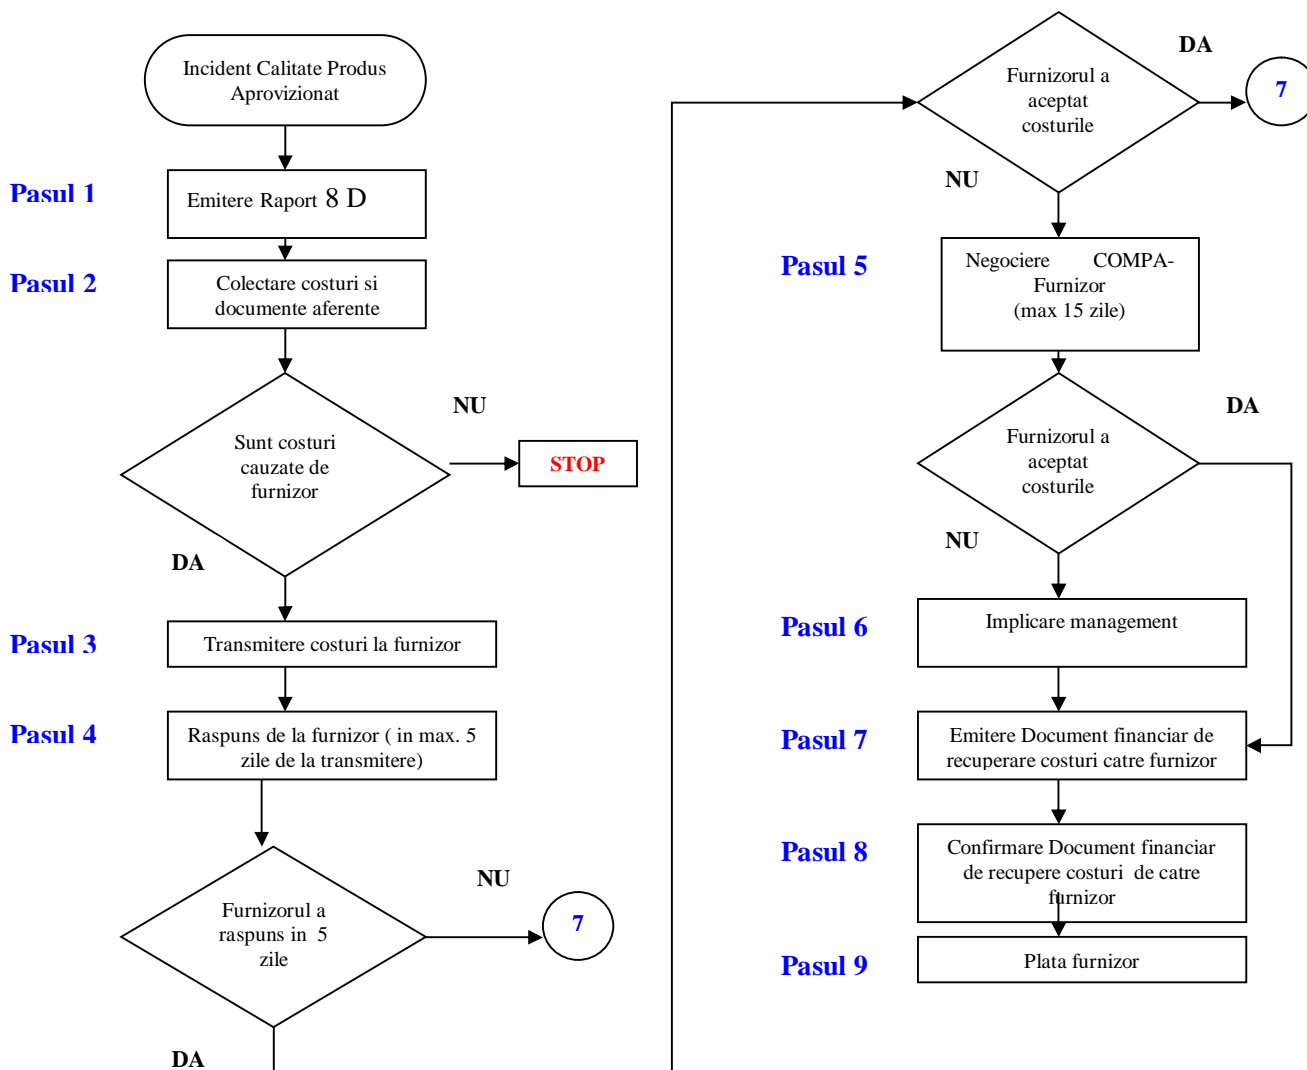 Incident Calitate Produs
Aprovizionat
Pasul 1
Emitere Raport 8 D
Pasul 2
Colectare costuri si
documente aferente
NU
Sunt costuri
cauzate de
furnizor
STOP
DA
Pasul 3
Transmitere costuri la furnizor
Pasul 4
Raspuns de la furnizor ( in max. 5
zile de la transmitere)
NU
Furnizorul a
raspuns in 5
zile
7
DA
DA
Furnizorul a
aceptat
costurile
7
NU
Pasul 5
Negociere COMPA-
Furnizor
(max 15 zile)
DA
Furnizorul a
aceptat
costurile
NU
Pasul 6
Implicare management
Pasul 7
Emitere Document financiar de
recuperare costuri catre furnizor
Pasul 8
Confirmare Document financiar
de recupere costuri de catre
furnizor
Pasul 9
Plata furnizor